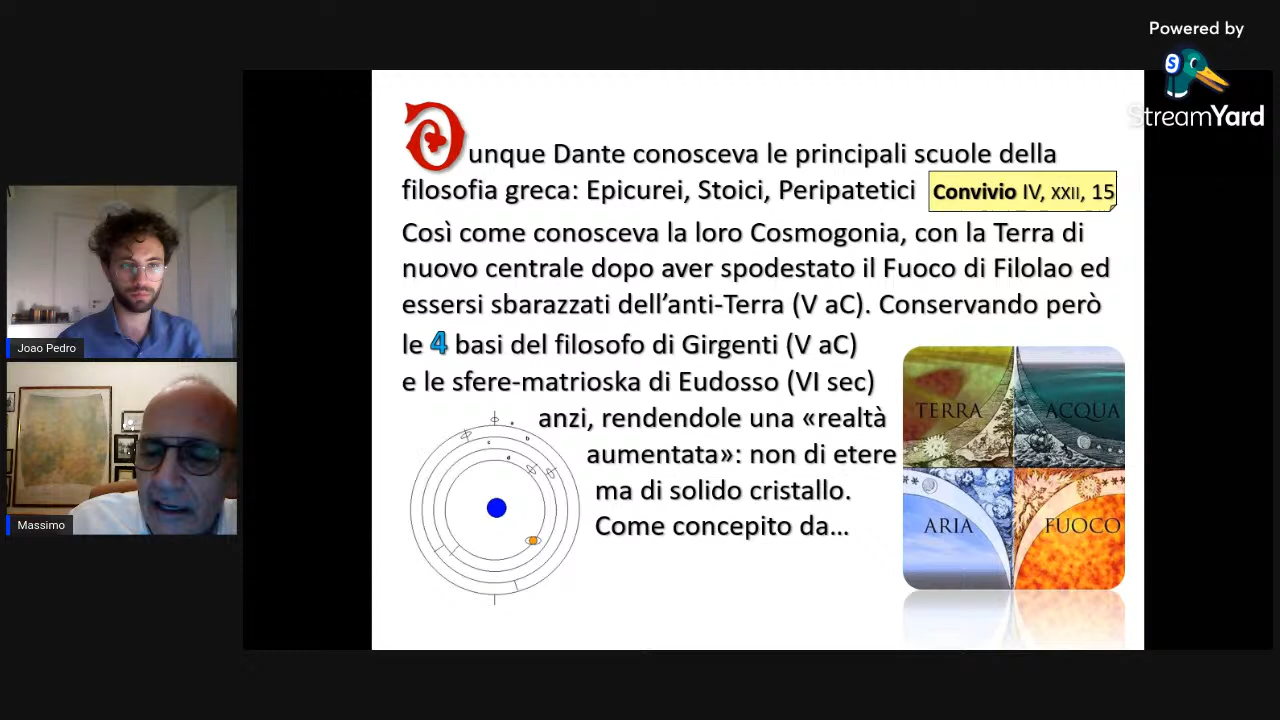 Powered by
StreamYard
Dunque Dante conosceva le principali scuole della
filosofia greca: Epicurei, Stoici, Peripatetici
Convivio IV, XXII, 15
Così come conosceva la loro Cosmogonia, con la Terra di
nuovo centrale dopo aver spodestato il Fuoco di Filolao ed
essersi sbarazzati dell’anti-Terra (V aC). Conservando però
le 4 basi del filosofo di Girgenti (V aC)
e le sfere-matrioska di Eudosso (VI sec)
anzi, rendendole una «realtà
aumentata»: non di etere
ma di solido cristallo.
Come concepito da…
TERRA
ACQUA
ARIA
FUOCO
a
b
c
d
Joao Pedro
Massimo